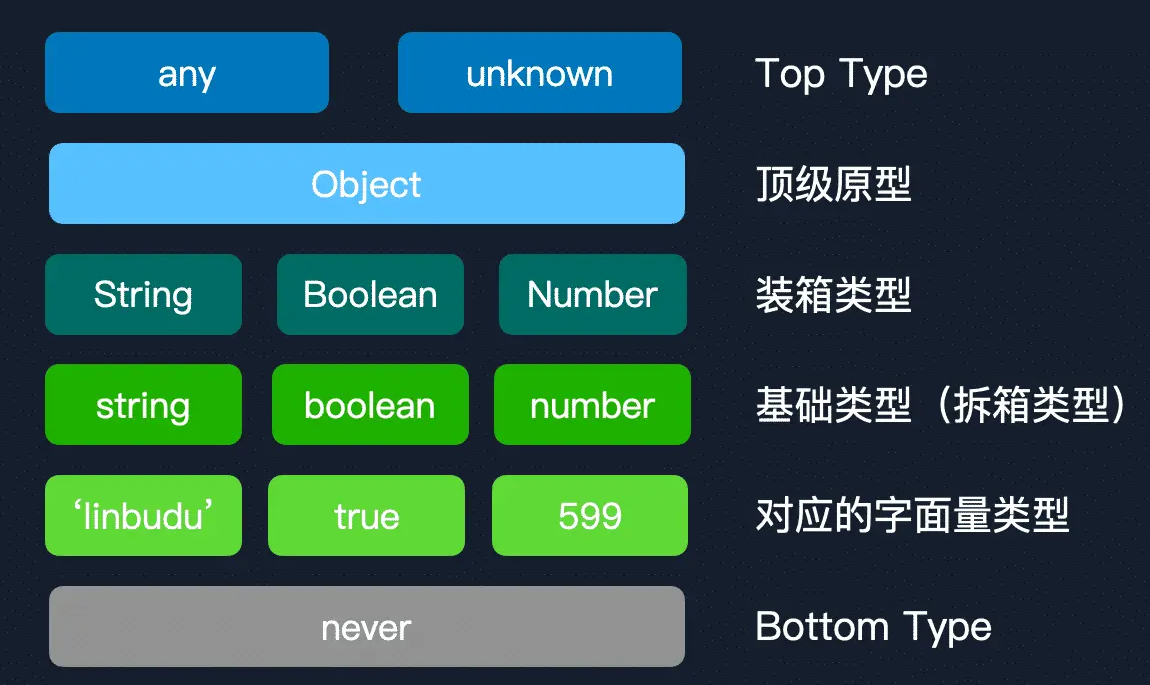 any unknown Top Type
Object 顶级原型
String Boolean Number 装箱类型
string boolean number 基础类型（拆箱类型）
‘linbudu’ true 599 对应的字面量类型
never Bottom Type